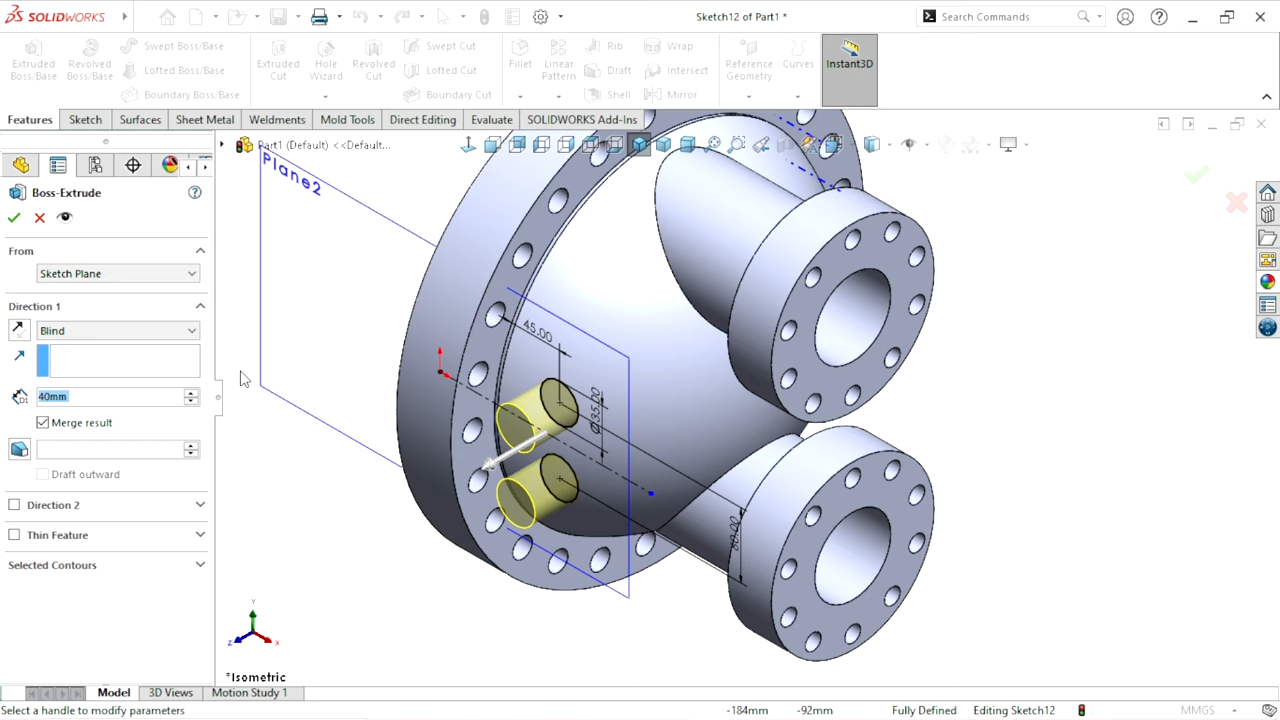 SOLIDWORKS
Sketch12 of Part1 *
Search Commands
Extruded Boss/Base
Revolved Boss/Base
Swept Boss/Base
Lofted Boss/Base
Boundary Boss/Base
Extruded Cut
Hole Wizard
Revolved Cut
Swept Cut
Lofted Cut
Boundary Cut
Fillet
Linear Pattern
Rib
Draft
Shell
Wrap
Intersect
Mirror
Reference Geometry
Curves
Instant3D
Features
Sketch
Surfaces
Sheet Metal
Weldments
Mold Tools
Direct Editing
Evaluate
SOLIDWORKS Add-Ins
Part1 (Default) <<Default...
Boss-Extrude
From
Sketch Plane
Direction 1
Blind
40mm
Merge result
Draft outward
Direction 2
Thin Feature
Selected Contours
Plane2
45.00
Ø35.00
80.00
Y
Z
X
*Isometric
Model
3D Views
Motion Study 1
Select a handle to modify parameters
-184mm
-92mm
Fully Defined
Editing Sketch12
MMGS